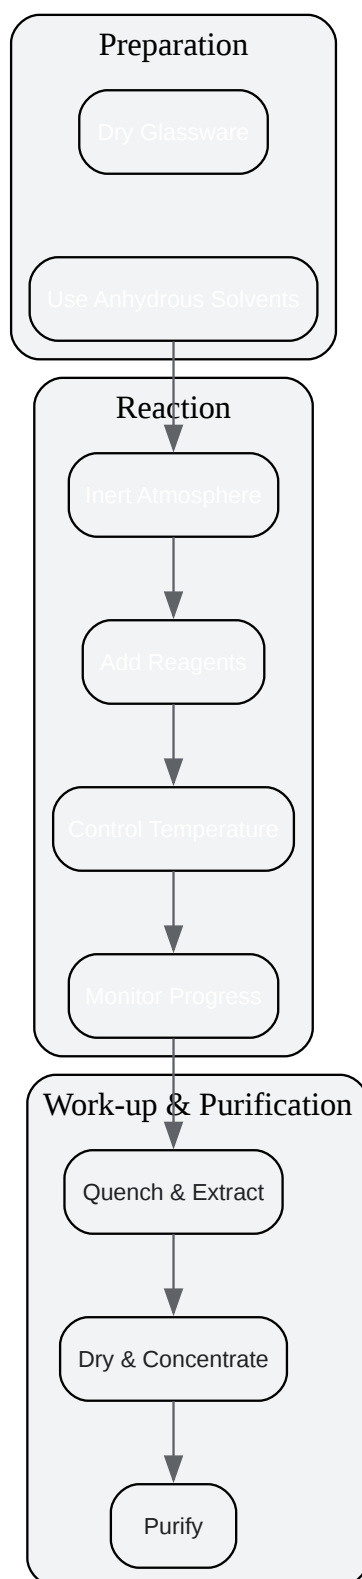 Preparation
Dry Glassware
Use Anhydrous Solvents
Reaction
Inert Atmosphere
Add Reagents
Control Temperature
Monitor Progress
Work-up & Purification
Quench & Extract
Dry & Concentrate
Purify